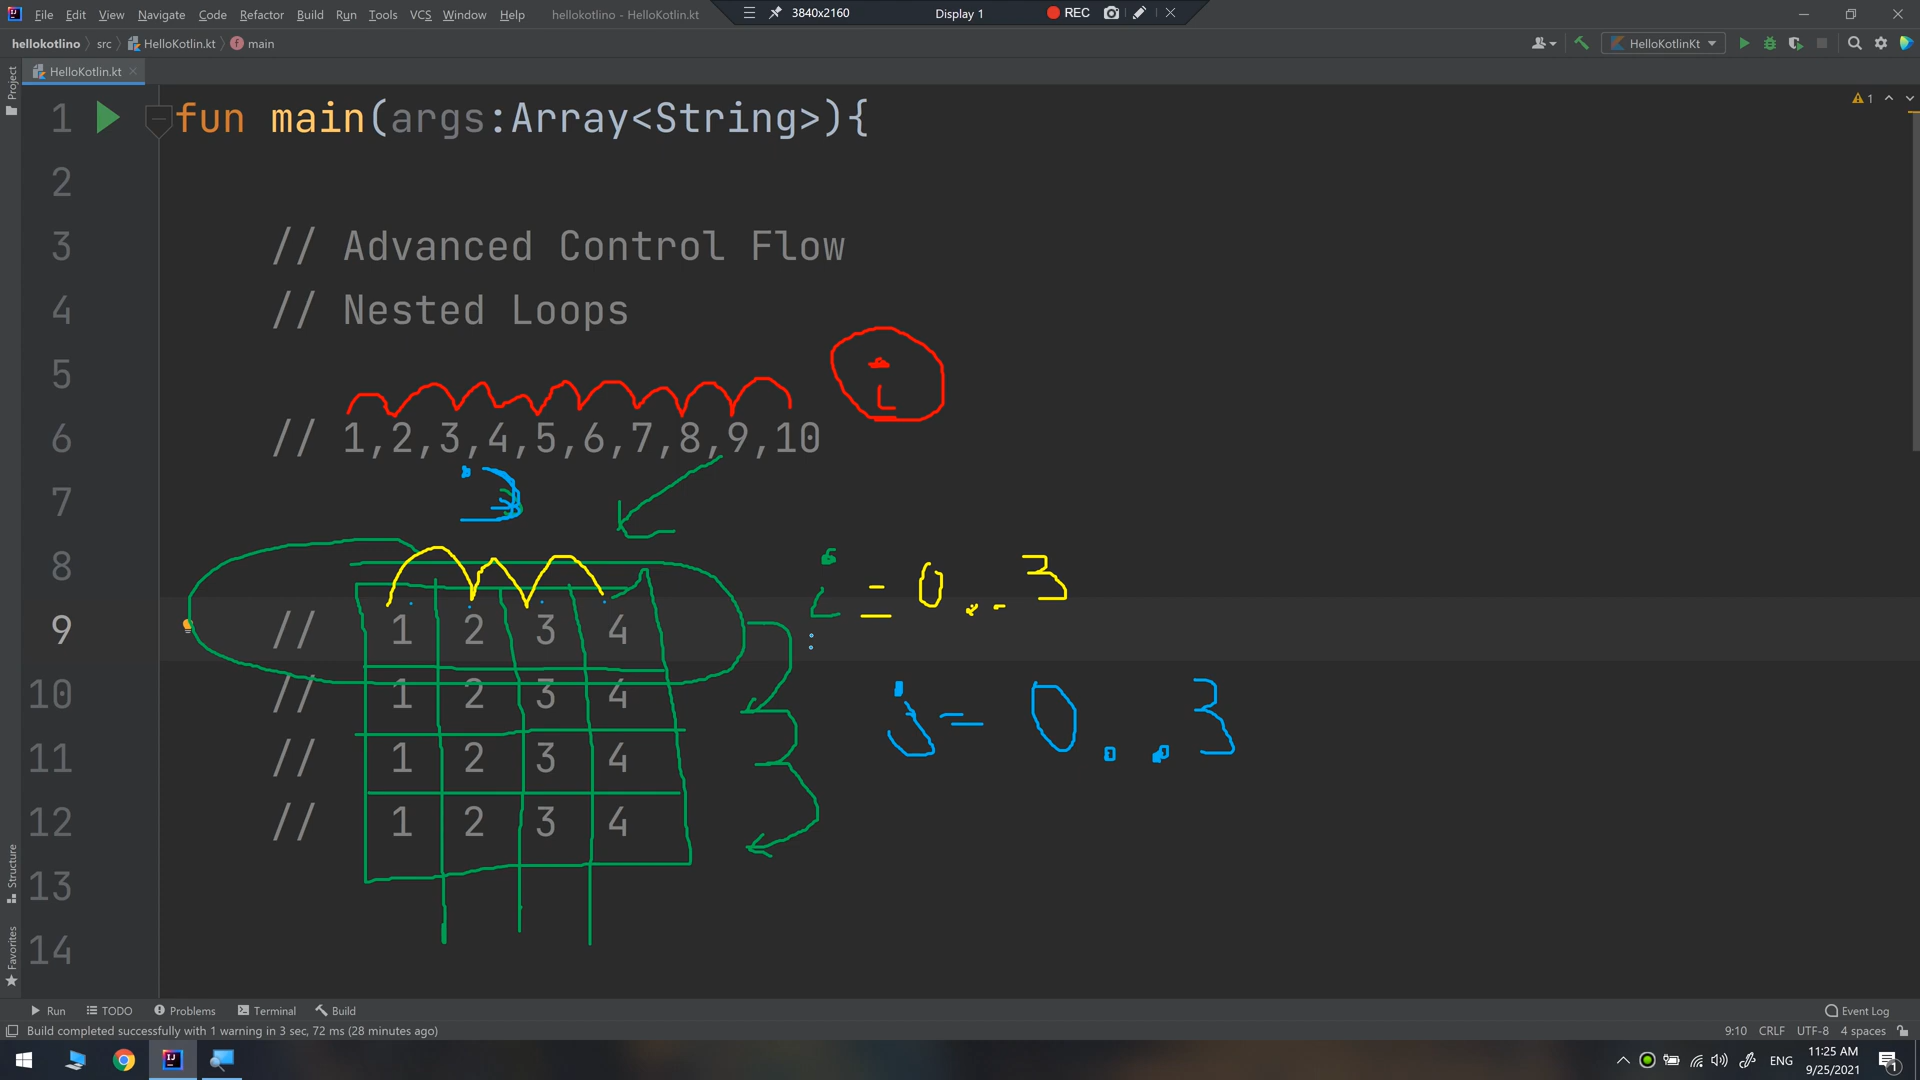 File Edit View Navigate Code Refactor Build Run Tools VCS Window Help hellokotlino - HelloKotlin.kt 3840x2160 Display 1 REC
hellokotlino src HelloKotlin.kt main HelloKotlinKt
Project
HelloKotlin.kt
1 fun main(args:Array<String>){
1
2
3 // Advanced Control Flow
4 // Nested Loops
5
i
6 // 1,2,3,4,5,6,7,8,9,10
7
8
i = 0..3
9 // 1 2 3 4
10 // 1 2 3 4
j = 0..3
11 // 1 2 3 4
12 // 1 2 3 4
13
14
Structure
Favorites
Run TODO Problems Terminal Build Event Log
Build completed successfully with 1 warning in 3 sec, 72 ms (28 minutes ago) 9:10 CRLF UTF-8 4 spaces
ENG 11:25 AM
9/25/2021
1